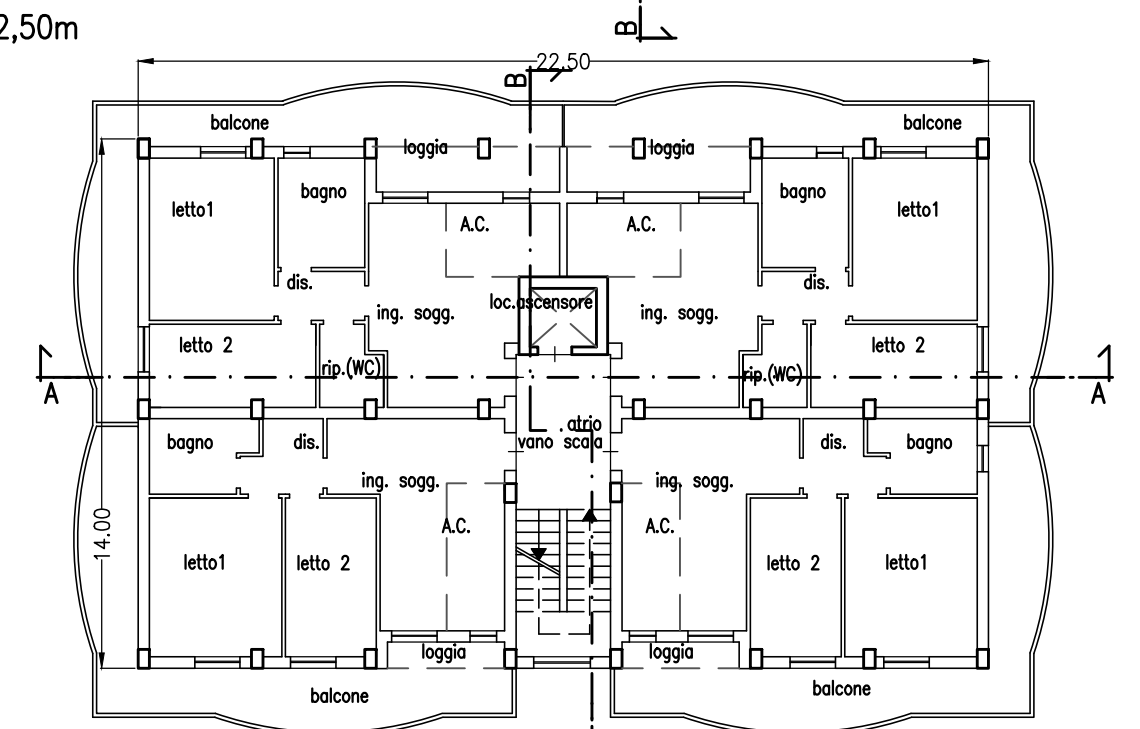 2,50m
B
22,50
B
balcone
balcone
loggia
loggia
letto1
bagno
bagno
letto1
A.C.
A.C.
dis.
dis.
loc.ascensore
ing. sogg.
ing. sogg.
letto 2
letto 2
rip.(WC)
rip.(WC)
A
A
atrio
vano scala
bagno
dis.
dis.
bagno
ing. sogg.
ing. sogg.
14.00
A.C.
A.C.
letto1
letto 2
letto 2
letto1
loggia
loggia
balcone
balcone